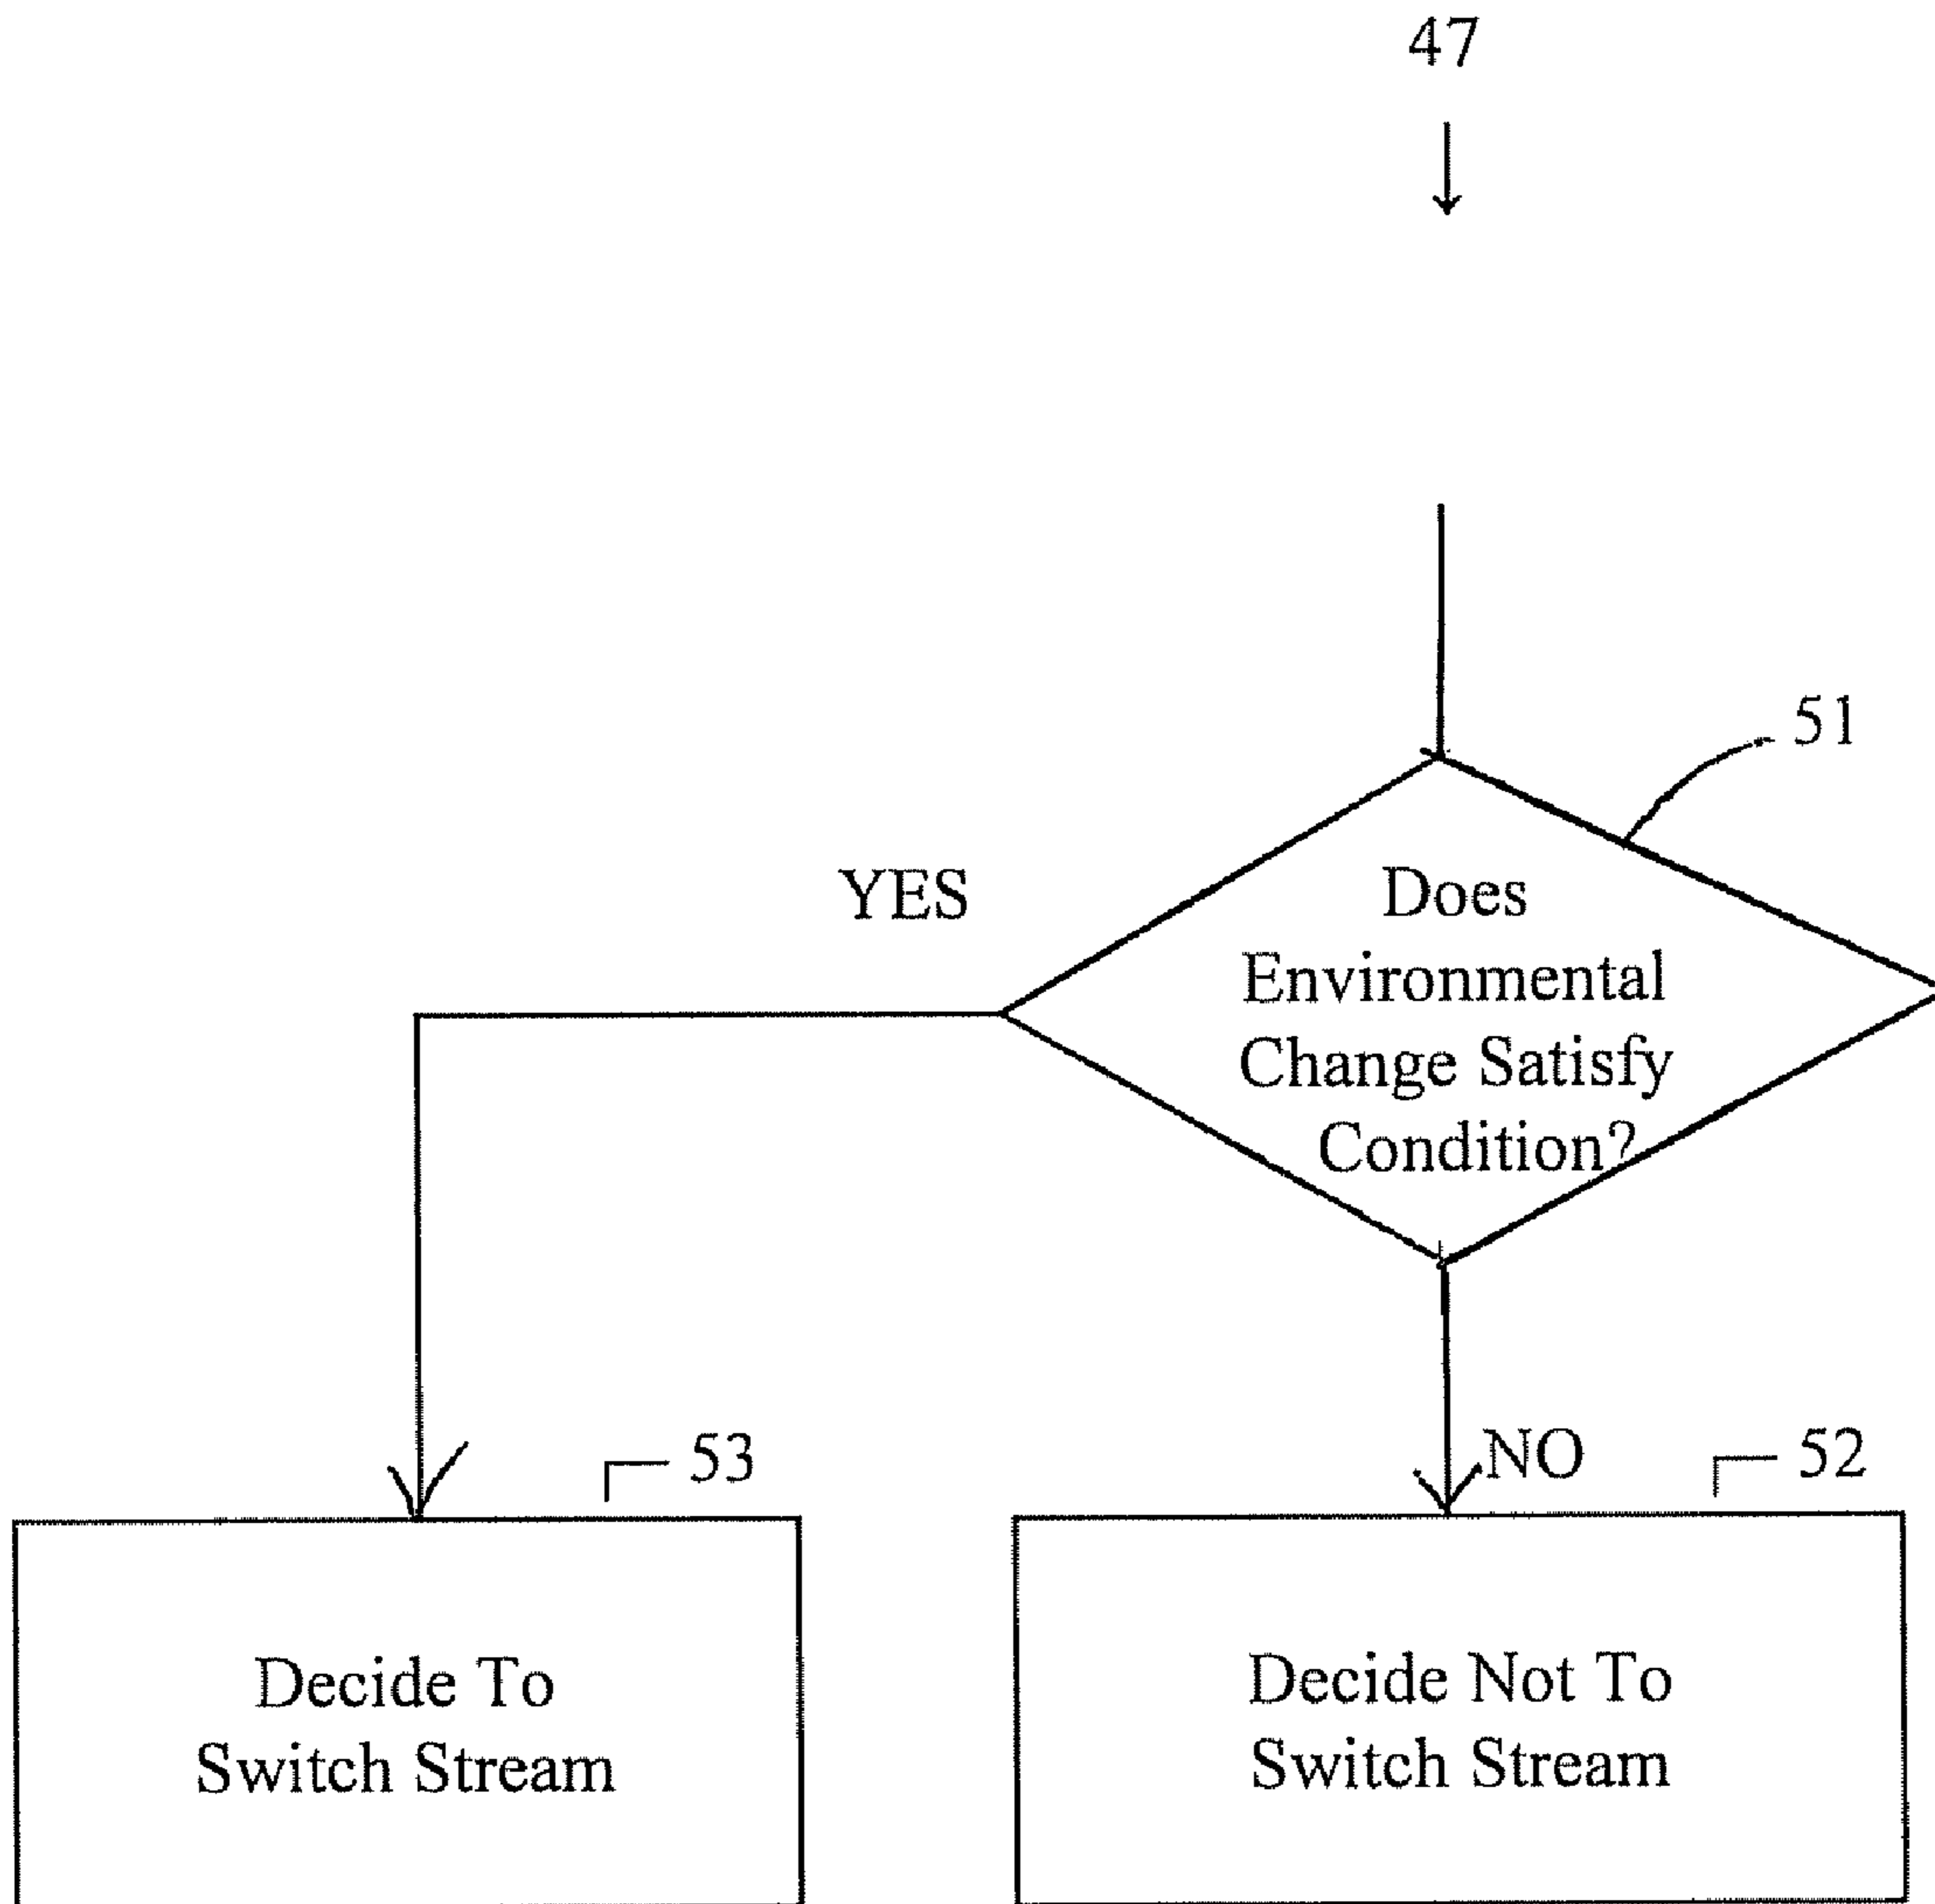 47
51
YES
Does
Environmental
Change Satisfy
Condition?
53
NO
52
Decide To
Switch Stream
Decide Not To
Switch Stream